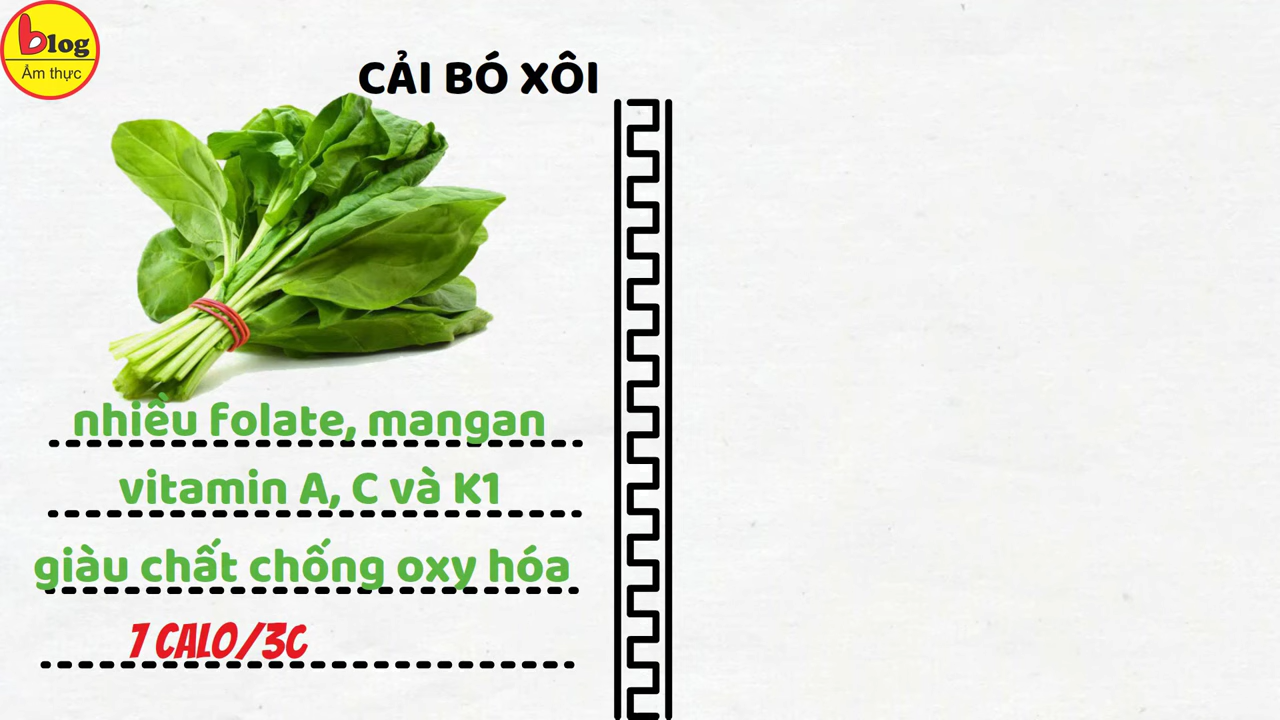 blog
Ẩm thực
CẢI BÓ XÔI
nhiều folate, mangan
vitamin A, C và K1
giàu chất chống oxy hóa
7 CALO/3C